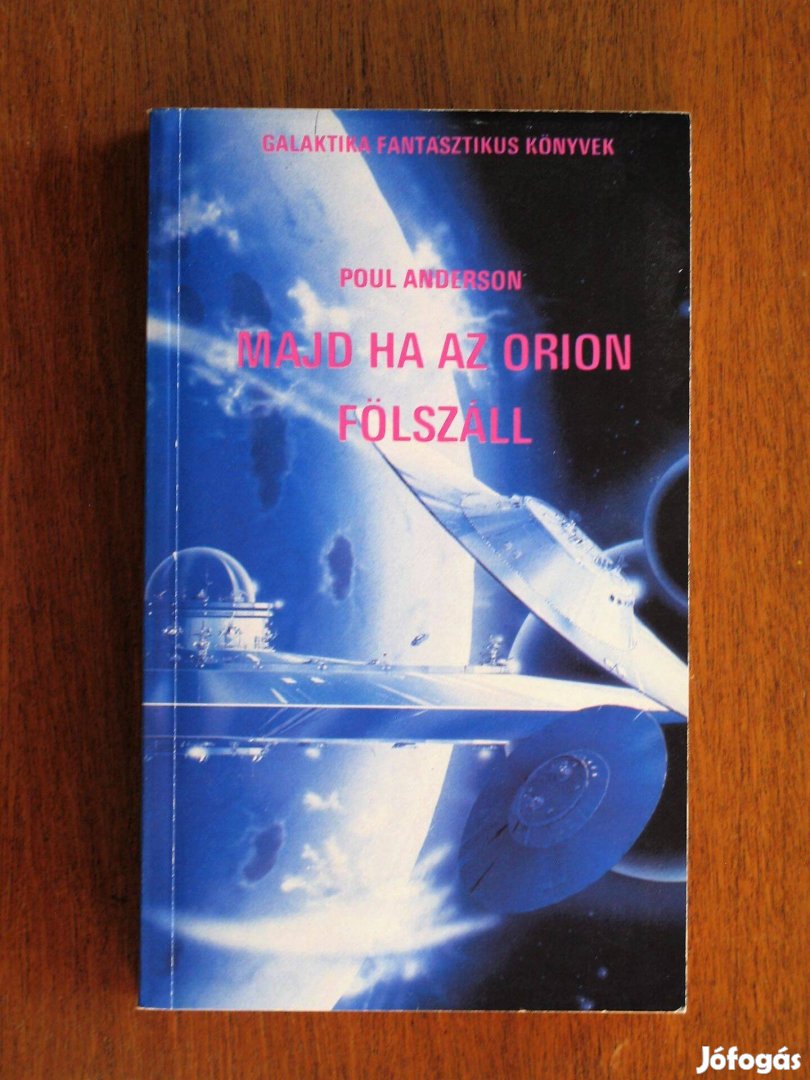 GALAKTIKA FANTASZTIKUS KÖNYVEK
POUL ANDERSON
MAJD HA AZ ORION
FÖLSZÁLL
Jófogás